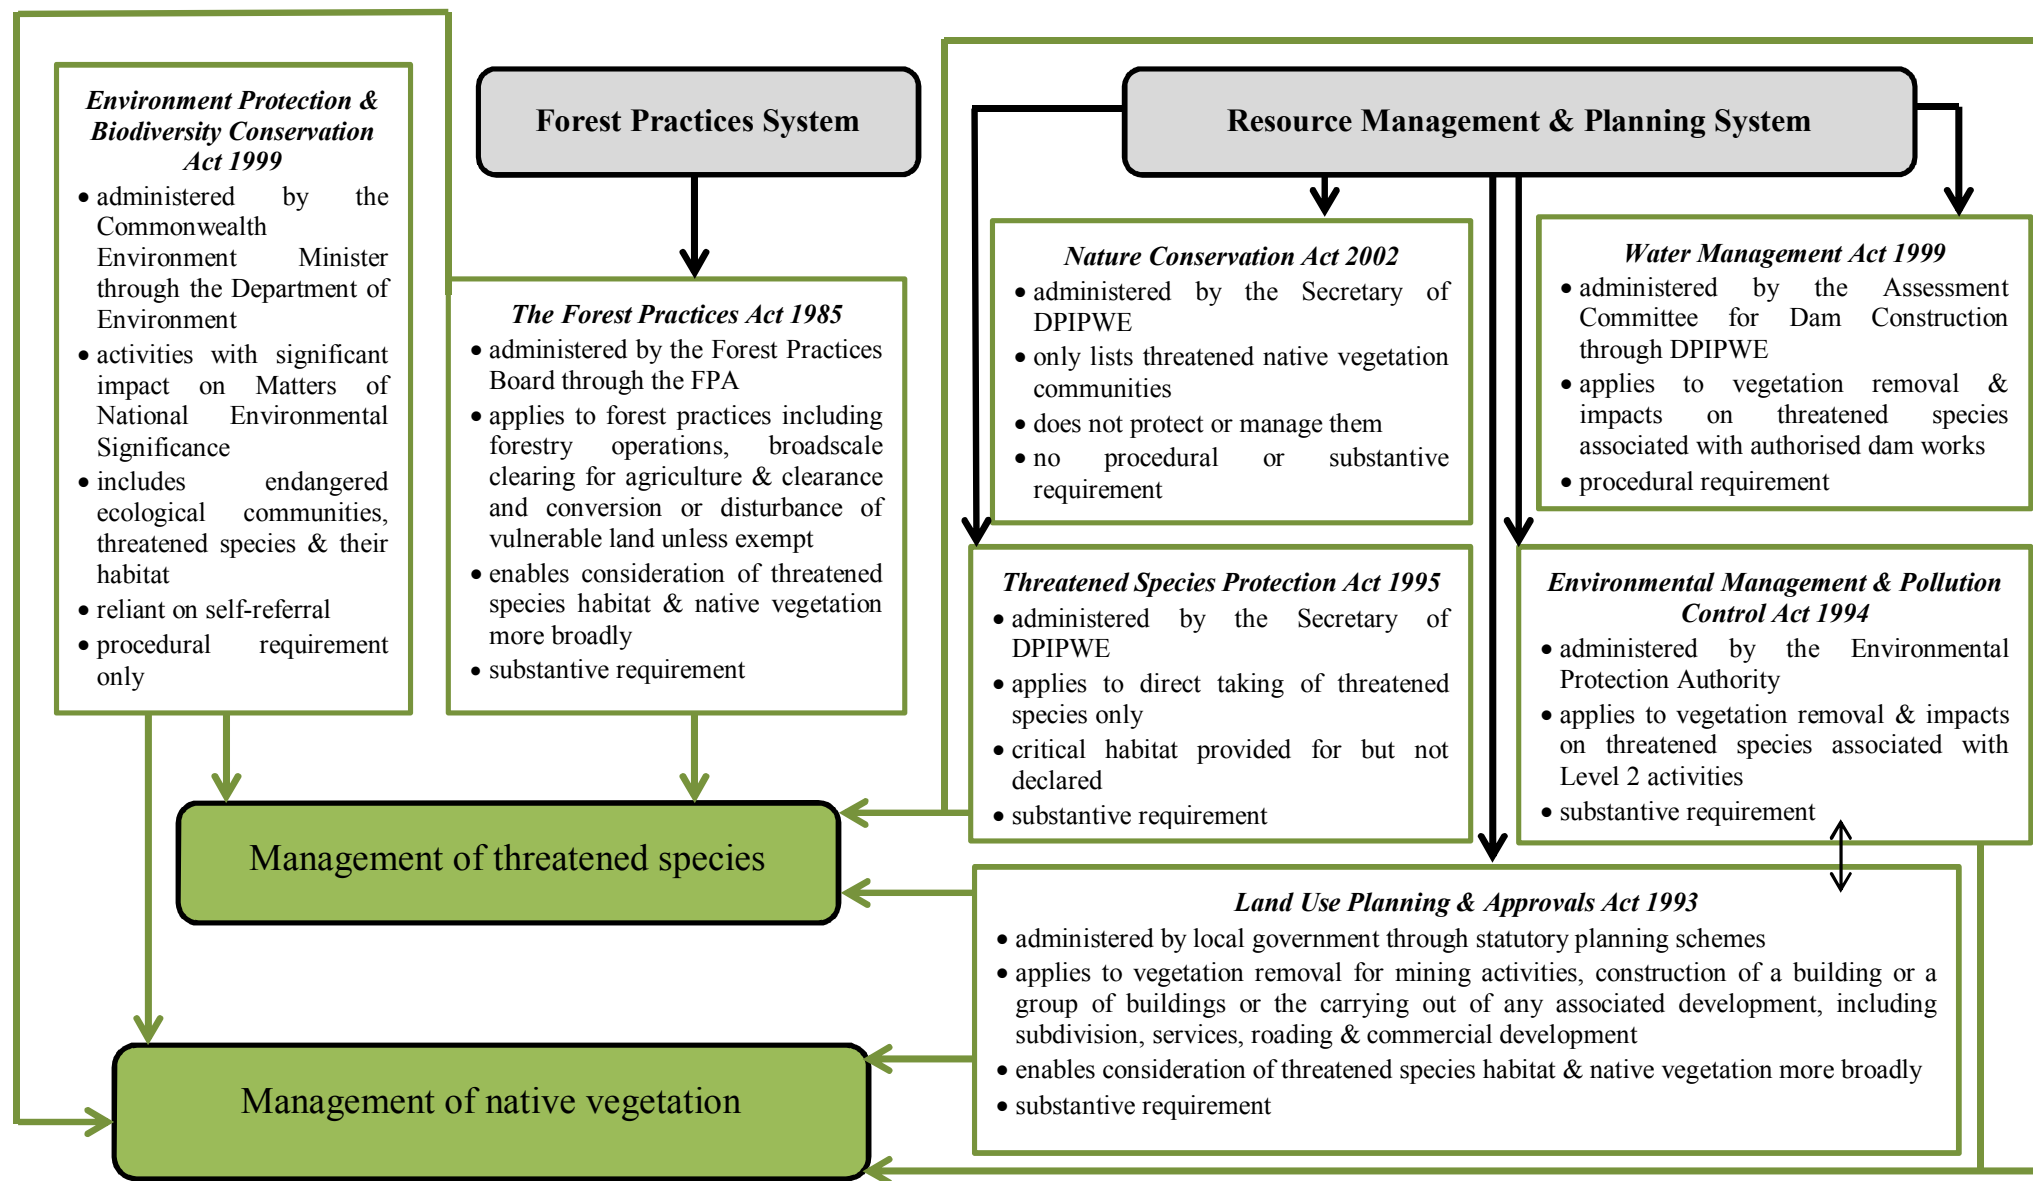 Environment Protection &
Biodiversity Conservation
Act 1999
• administered by the
Commonwealth
Environment Minister
through the Department of
Environment
• activities with significant
impact on Matters of
National Environmental
Significance
• includes endangered
ecological communities,
threatened species & their
habitat
• reliant on self-referral
• procedural requirement
only
Forest Practices System
The Forest Practices Act 1985
• administered by the Forest Practices
Board through the FPA
• applies to forest practices including
forestry operations, broadscale
clearing for agriculture & clearance
and conversion or disturbance of
vulnerable land unless exempt
• enables consideration of threatened
species habitat & native vegetation
more broadly
• substantive requirement
Resource Management & Planning System
Nature Conservation Act 2002
• administered by the Secretary of
DPIPWE
• only lists threatened native vegetation
communities
• does not protect or manage them
• no procedural or substantive
requirement
Water Management Act 1999
• administered by the Assessment
Committee for Dam Construction
through DPIPWE
• applies to vegetation removal &
impacts on threatened species
associated with authorised dam works
• procedural requirement
Threatened Species Protection Act 1995
• administered by the Secretary of
DPIPWE
• applies to direct taking of threatened
species only
• critical habitat provided for but not
declared
• substantive requirement
Environmental Management & Pollution
Control Act 1994
• administered by the Environmental
Protection Authority
• applies to vegetation removal & impacts
on threatened species associated with
Level 2 activities
• substantive requirement
Management of threatened species
Land Use Planning & Approvals Act 1993
• administered by local government through statutory planning schemes
• applies to vegetation removal for mining activities, construction of a building or a
group of buildings or the carrying out of any associated development, including
subdivision, services, roading & commercial development
• enables consideration of threatened species habitat & native vegetation more broadly
• substantive requirement
Management of native vegetation